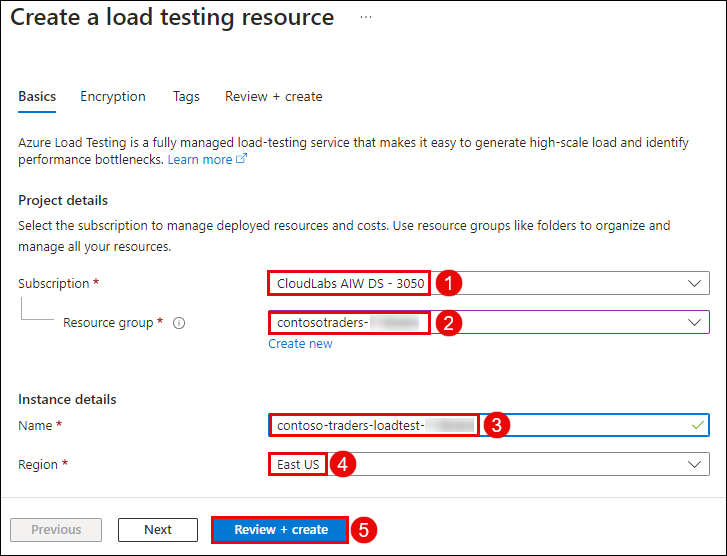 Create a load testing resource ...
Basics Encryption Tags Review + create
Azure Load Testing is a fully managed load-testing service that makes it easy to generate high-scale load and identify
performance bottlenecks. Learn more
Project details
Select the subscription to manage deployed resources and costs. Use resource groups like folders to organize and
manage all your resources.
Subscription * CloudLabs AIW DS - 3050 1
Resource group * contosotraders- 2
Create new
Instance details
Name * contoso-traders-loadtest- 3
Region * East US 4
Previous Next Review + create 5